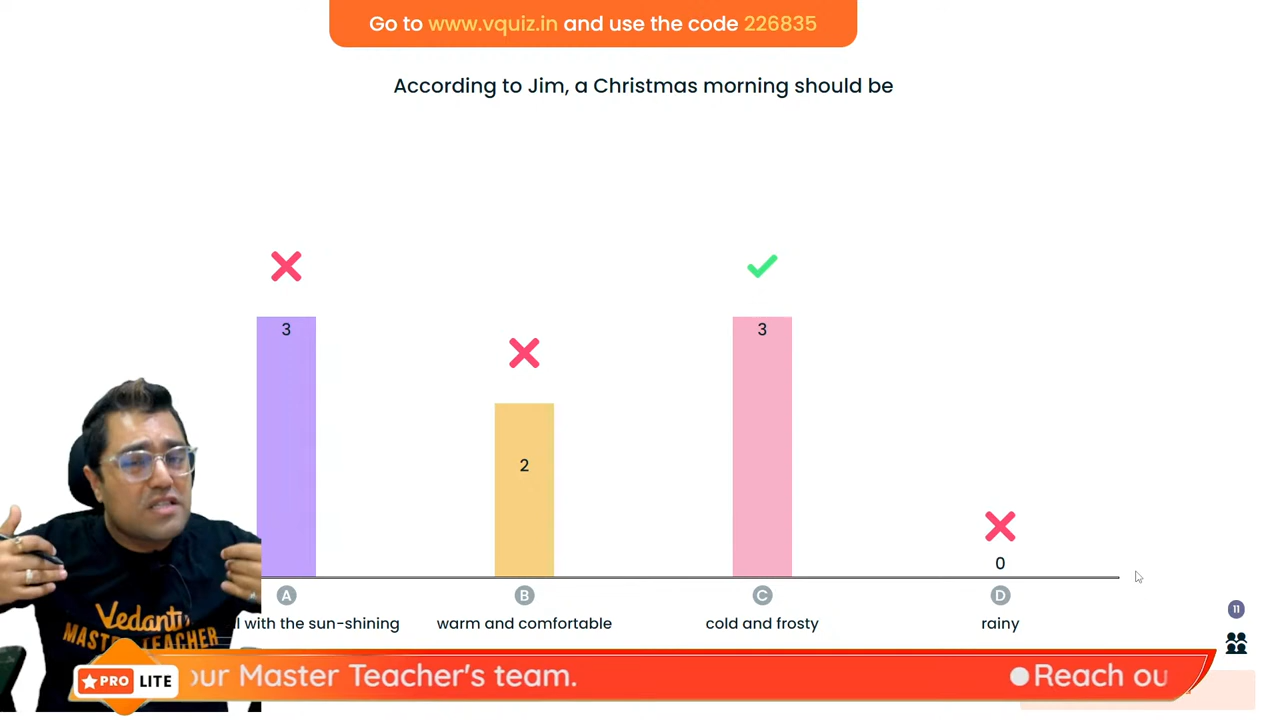 Go to www.vquiz.in and use the code 226835
According to Jim, a Christmas morning should be
3
2
3
0
A
B
C
D
with the sun-shining
warm and comfortable
cold and frosty
rainy
11
Vedantu
MASTER TEACHER
PRO LITE
our Master Teacher's team.
Reach ou